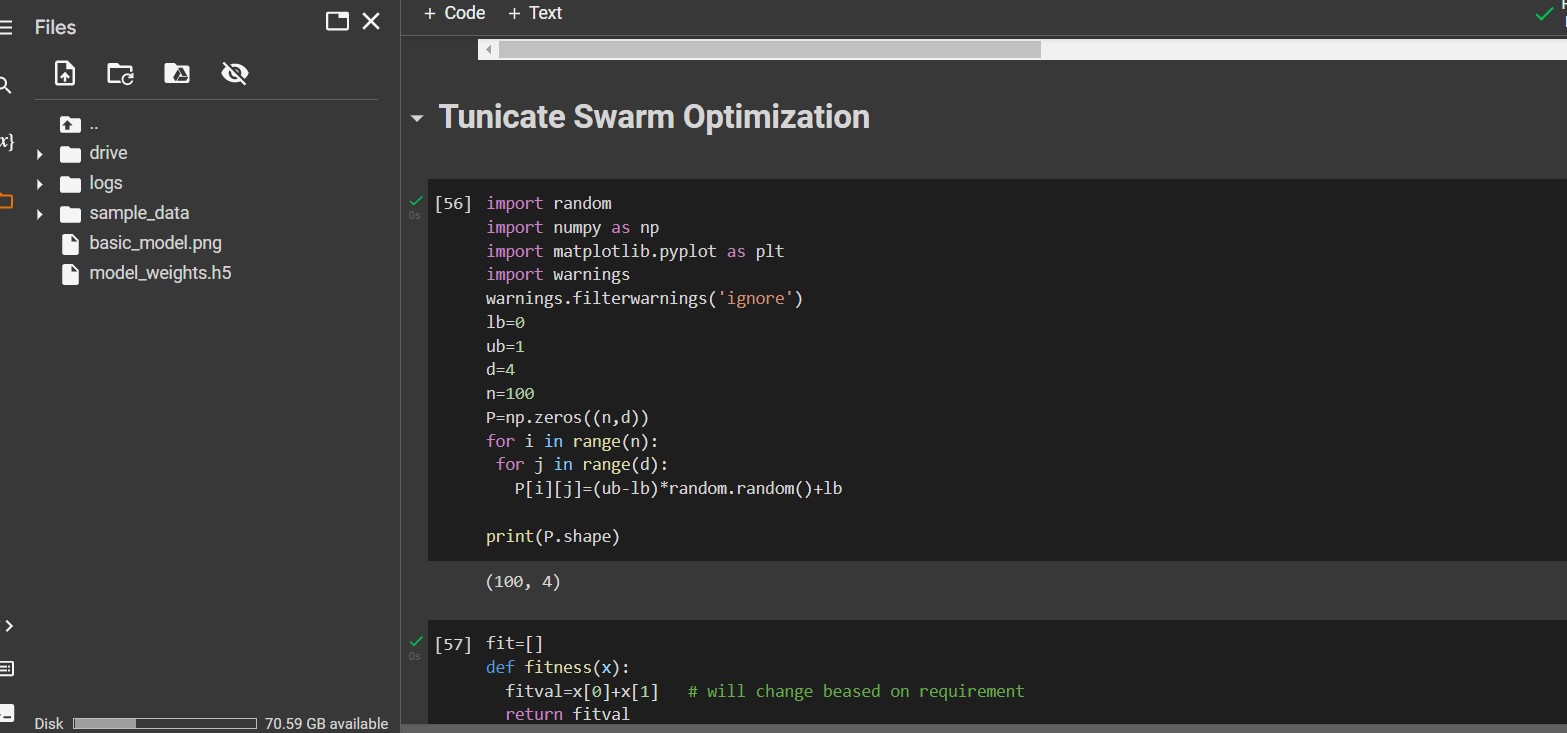 Files
..
drive
logs
sample_data
basic_model.png
model_weights.h5
Disk 70.59 GB available
+ Code + Text
Tunicate Swarm Optimization
0s
[56] import random
import numpy as np
import matplotlib.pyplot as plt
import warnings
warnings.filterwarnings('ignore')
lb=0
ub=1
d=4
n=100
P=np.zeros((n,d))
for i in range(n):
for j in range(d):
P[i][j]=(ub-lb)*random.random()+lb
print(P.shape)
(100, 4)
0s
[57] fit=[]
def fitness(x):
fitval=x[0]+x[1] # will change beased on requirement
return fitval